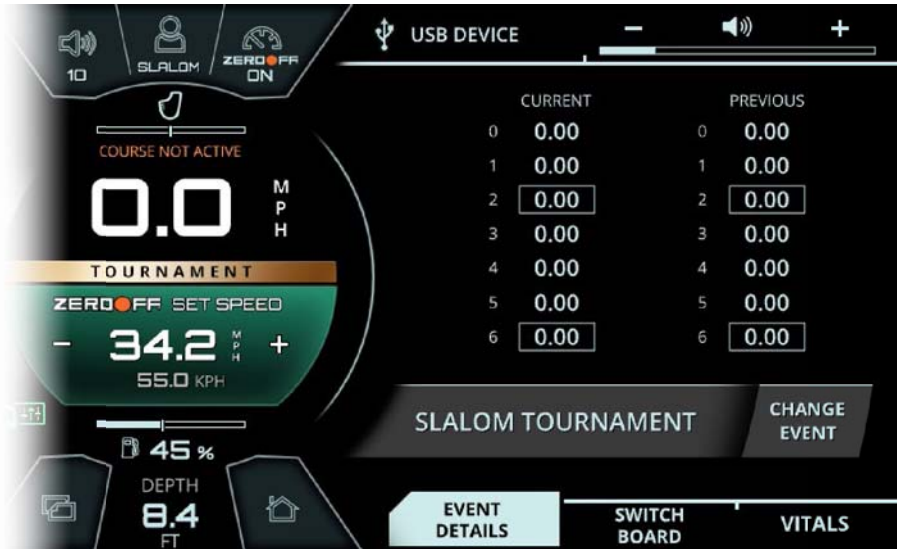 10
SLALOM
ZEROOFF
ON
COURSE NOT ACTIVE
0.0 MPH
TOURNAMENT
ZEROOFF SET SPEED
- 34.2 MPH +
55.0 KPH
45 %
DEPTH
8.4
FT
USB DEVICE - +
CURRENT PREVIOUS
0 0.00 0 0.00
1 0.00 1 0.00
2 0.00 2 0.00
3 0.00 3 0.00
4 0.00 4 0.00
5 0.00 5 0.00
6 0.00 6 0.00
SLALOM TOURNAMENT
CHANGE
EVENT
EVENT
DETAILS
SWITCH
BOARD
VITALS